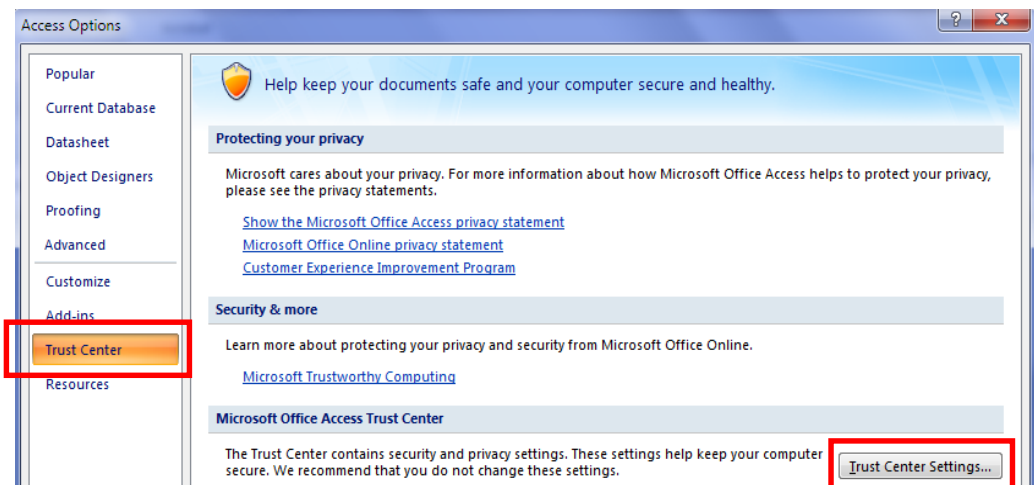 Access Options
?
X
Popular
Current Database
Datasheet
Object Designers
Proofing
Advanced
Customize
Add-ins
Trust Center
Resources
Help keep your documents safe and your computer secure and healthy.
Protecting your privacy
Microsoft cares about your privacy. For more information about how Microsoft Office Access helps to protect your privacy,
please see the privacy statements.
Show the Microsoft Office Access privacy statement
Microsoft Office Online privacy statement
Customer Experience Improvement Program
Security & more
Learn more about protecting your privacy and security from Microsoft Office Online.
Microsoft Trustworthy Computing
Microsoft Office Access Trust Center
The Trust Center contains security and privacy settings. These settings help keep your computer
secure. We recommend that you do not change these settings.
Trust Center Settings...